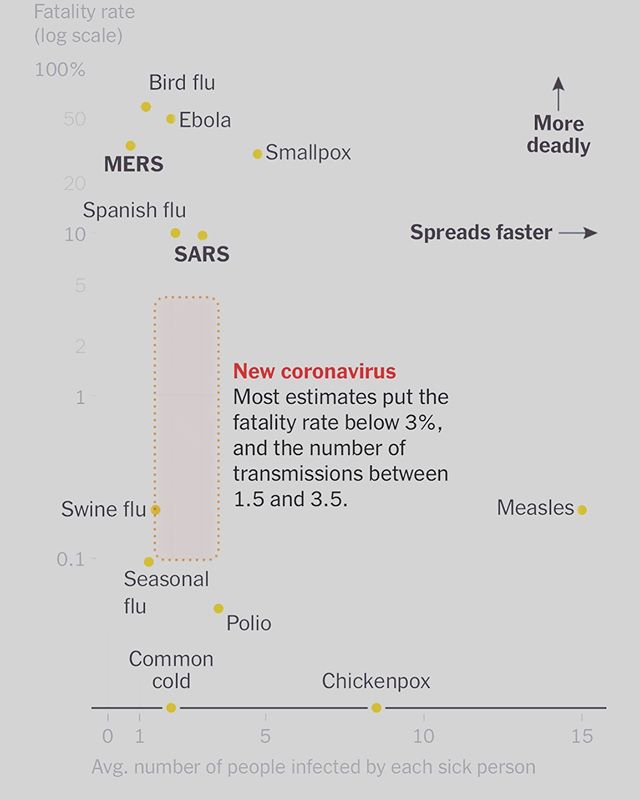 Fatality rate
(log scale)
100%
Bird flu
50
Ebola
More
deadly
Smallpox
MERS
20
Spanish flu
10
Spreads faster
SARS
5
2
New coronavirus
1
Most estimates put the
fatality rate below 3%,
and the number of
transmissions between
1.5 and 3.5.
Swine flu
Measles
0.1
Seasonal
flu
Polio
Common
cold
Chickenpox
0 1 5 10 15
Avg. number of people infected by each sick person